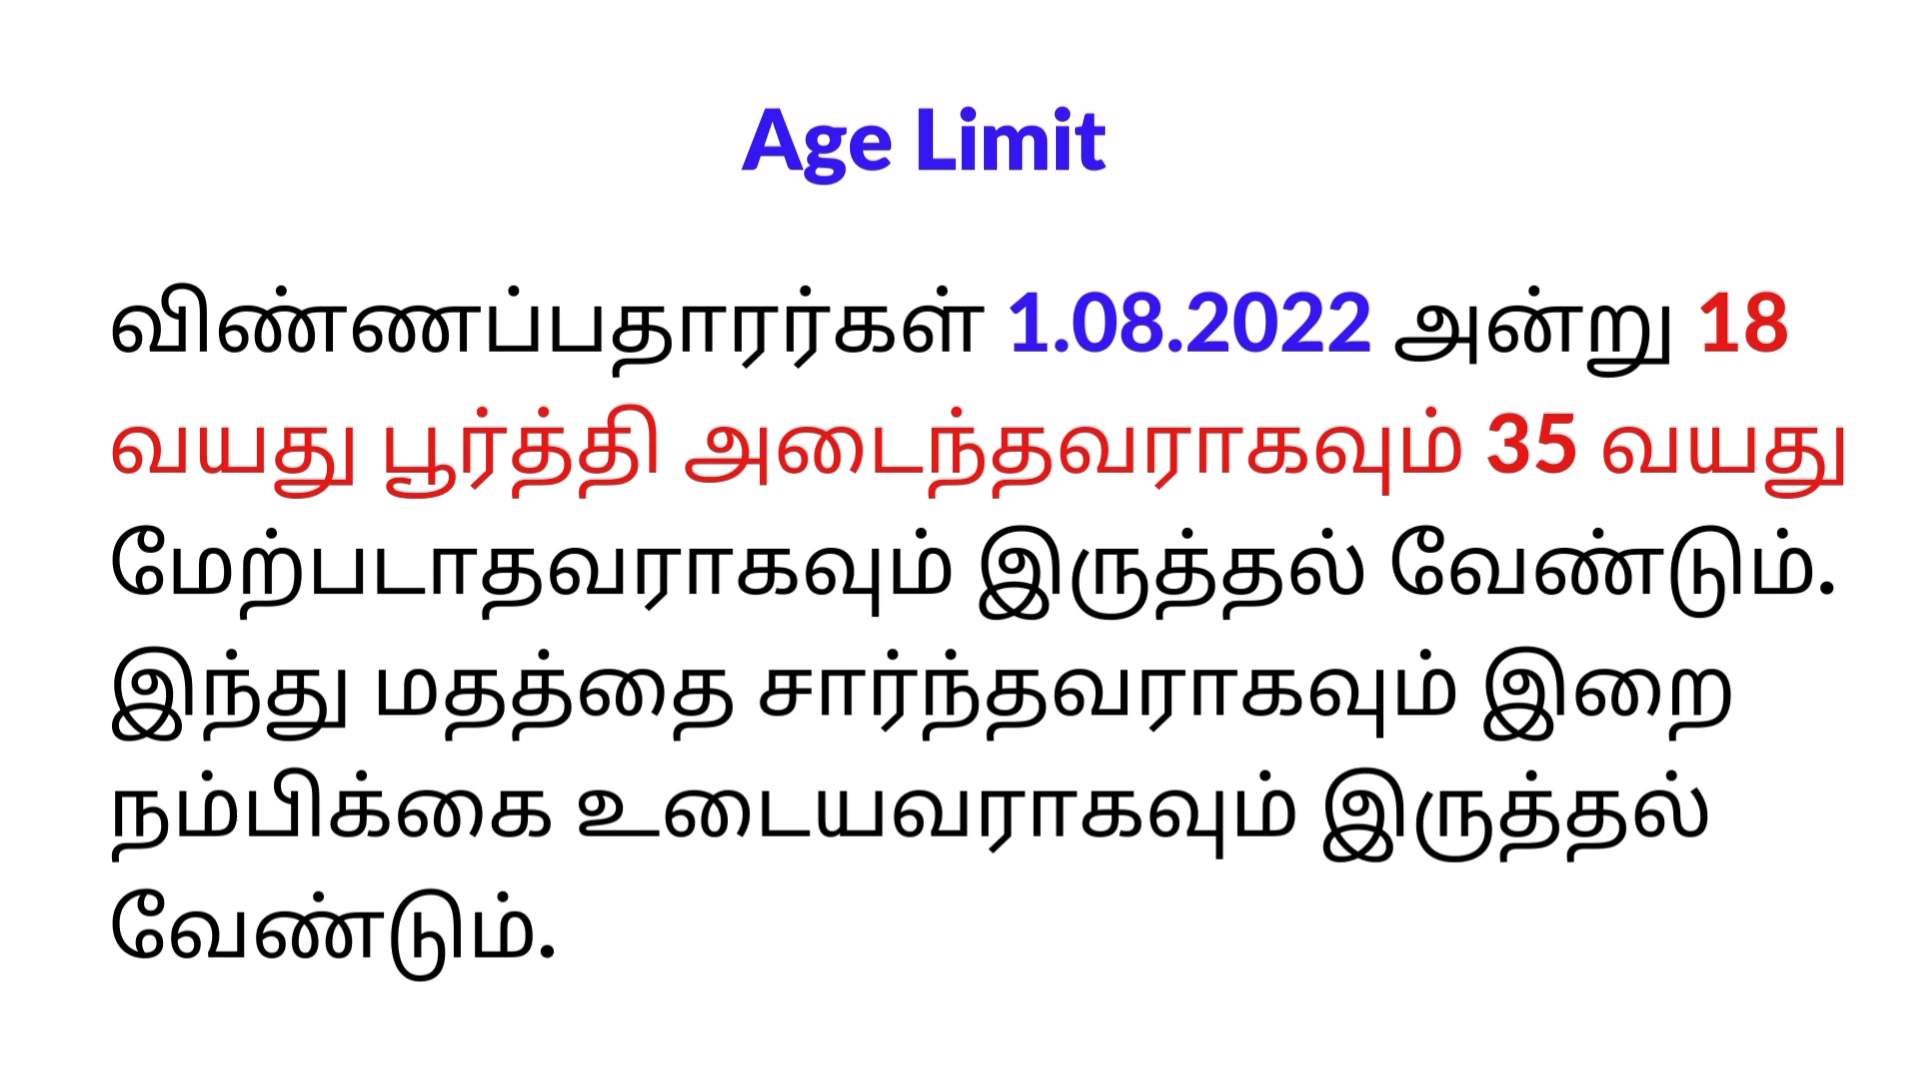 Age Limit
விண்ணப்பதாரர்கள் 1.08.2022 அன்று 18
வயது பூர்த்தி அடைந்தவராகவும் 35 வயது
மேற்படாதவராகவும் இருத்தல் வேண்டும்.
இந்து மதத்தை சார்ந்தவராகவும் இறை
நம்பிக்கை உடையவராகவும் இருத்தல்
வேண்டும்.